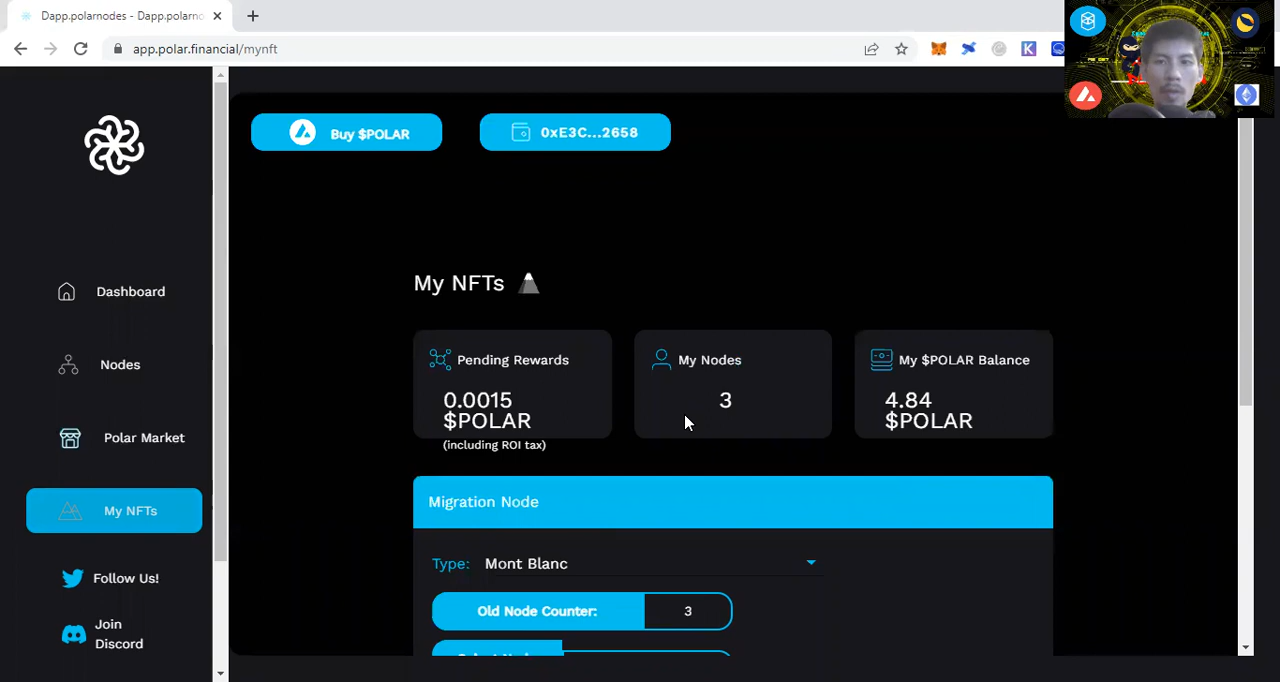 Dapp.polarnodes - Dapp.polarno
app.polar.financial/mynft
K
Buy $POLAR
0xE3C...2658
Dashboard
Nodes
Polar Market
My NFTs
Follow Us!
Join
Discord
My NFTs
Pending Rewards
0.0015
$POLAR
(including ROI tax)
My Nodes
3
My $POLAR Balance
4.84
$POLAR
Migration Node
Type: Mont Blanc
Old Node Counter: 3